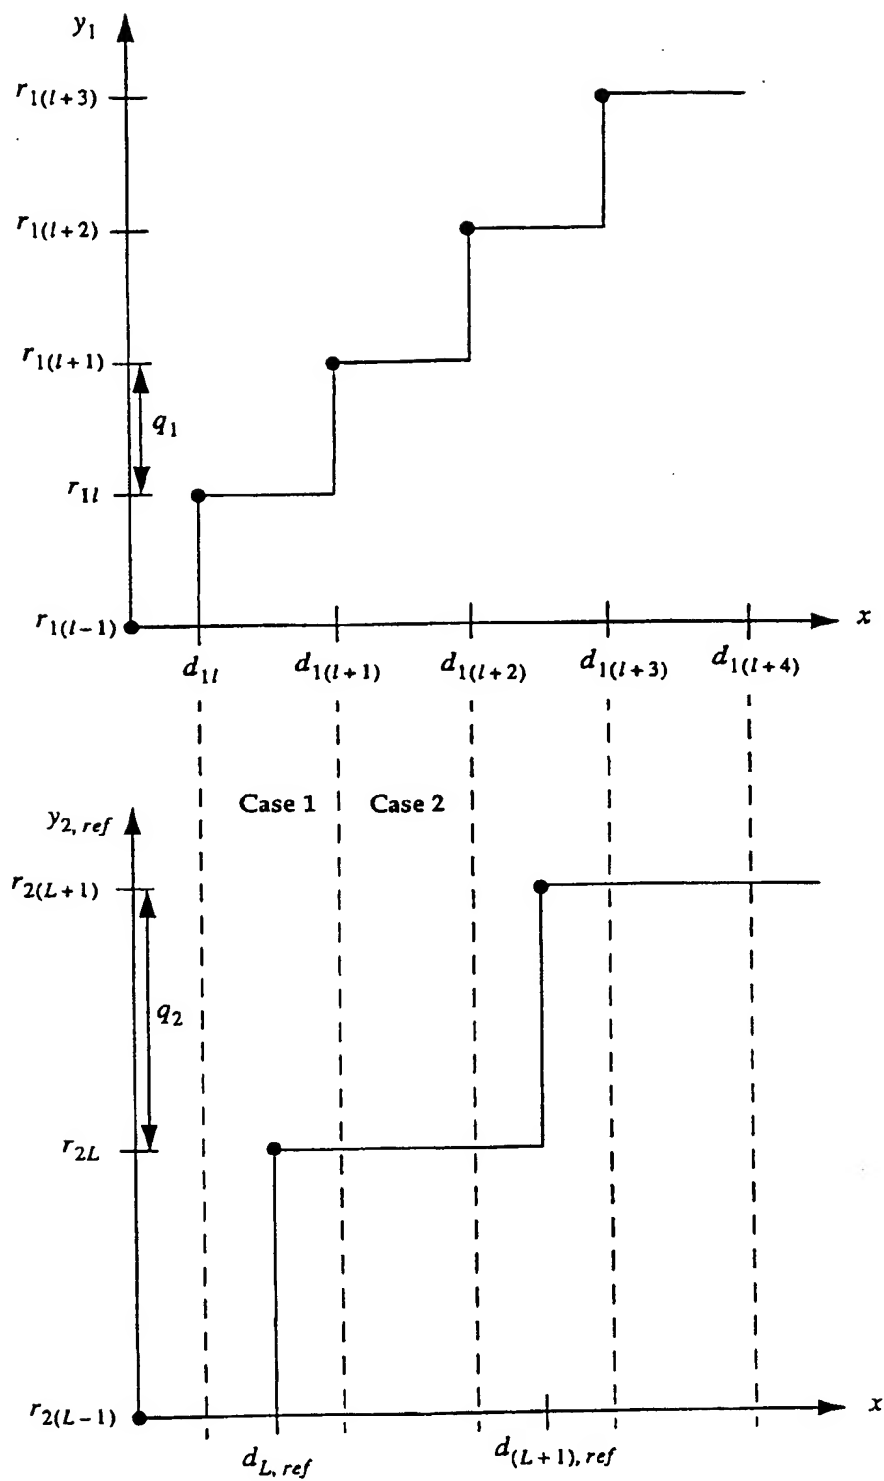 y1
r1(l+3)
r1(l+2)
r1(l+1)
q1
r1l
r1(l−1)
x
d1l d1(l+1) d1(l+2) d1(l+3) d1(l+4)
Case 1 Case 2
y2, ref
r2(L+1)
q2
r2L
r2(L−1)
x
dL, ref d(L+1), ref